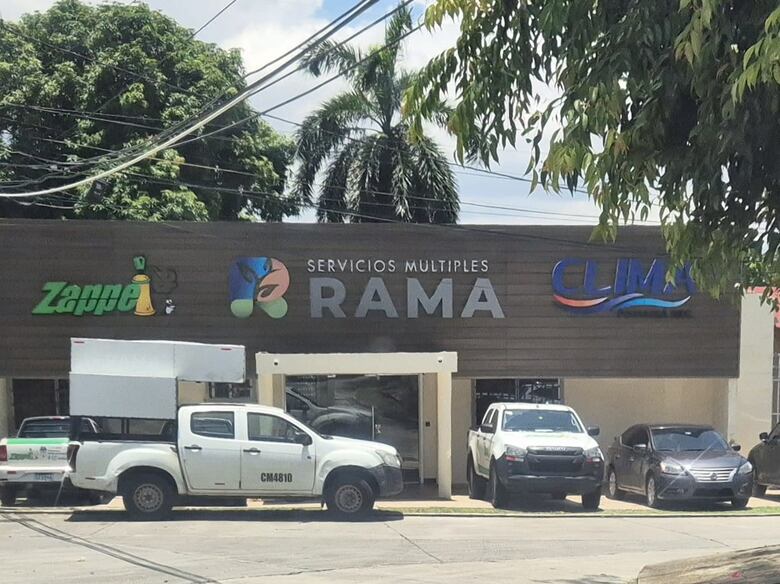 Zappe
SERVICIOS MULTIPLES
RAMA
CLIMA
CM4810